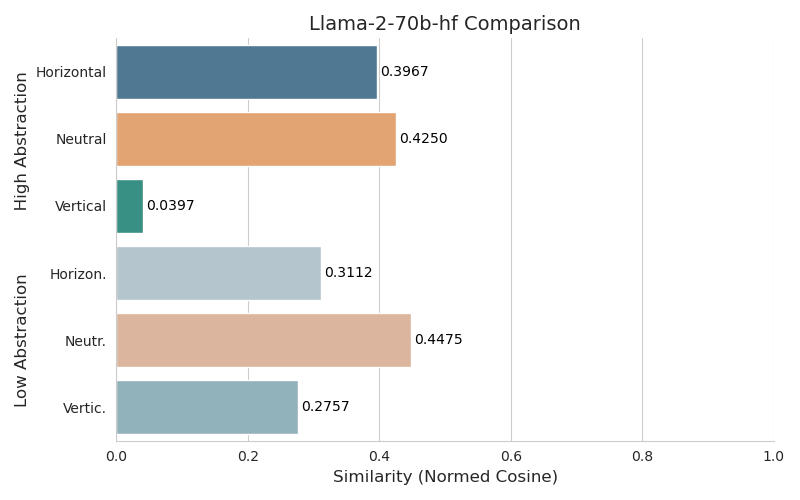 Llama-2-70b-hf Comparison
High Abstraction
Horizontal
0.3967
Neutral
0.4250
Vertical
0.0397
Low Abstraction
Horizon.
0.3112
Neutr.
0.4475
Vertic.
0.2757
0.0 0.2 0.4 0.6 0.8 1.0
Similarity (Normed Cosine)